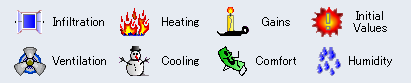 Infiltration
Heating
Gains
Initial
Values
Ventilation
Cooling
Comfort
Humidity